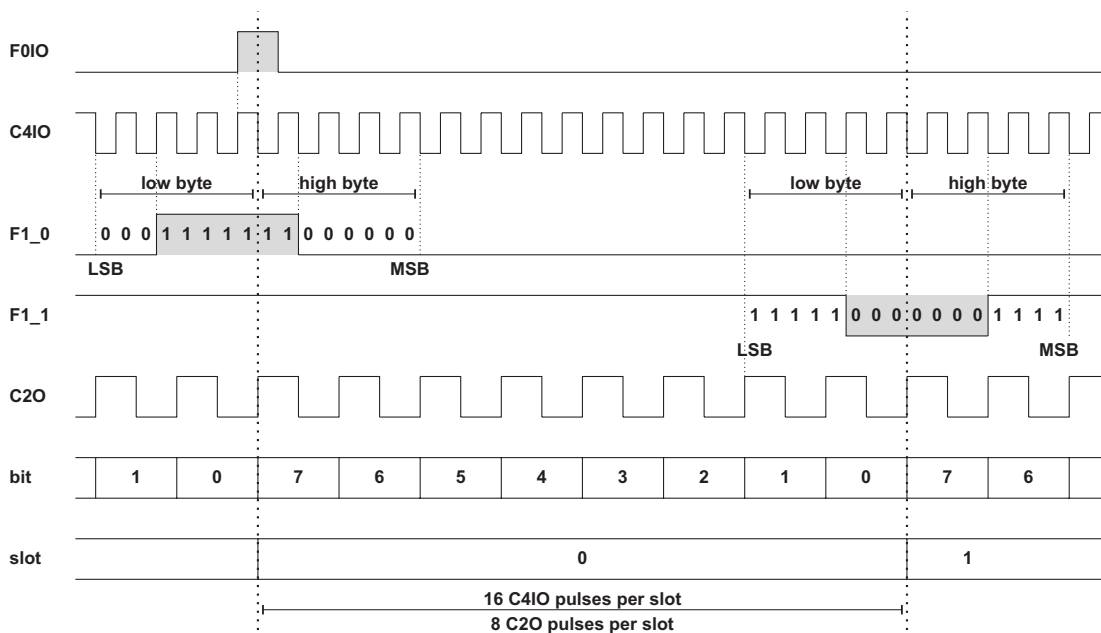 F0IO
C4IO
low byte high byte low byte high byte
F1_0 0 0 0 1 1 1 1 1 1 1 0 0 0 0 0 0
LSB MSB
F1_1 1 1 1 1 1 0 0 0 0 0 0 0 1 1 1 1
LSB MSB
C2O
bit 1 0 7 6 5 4 3 2 1 0 7 6
slot 0 1
16 C4IO pulses per slot
8 C2O pulses per slot